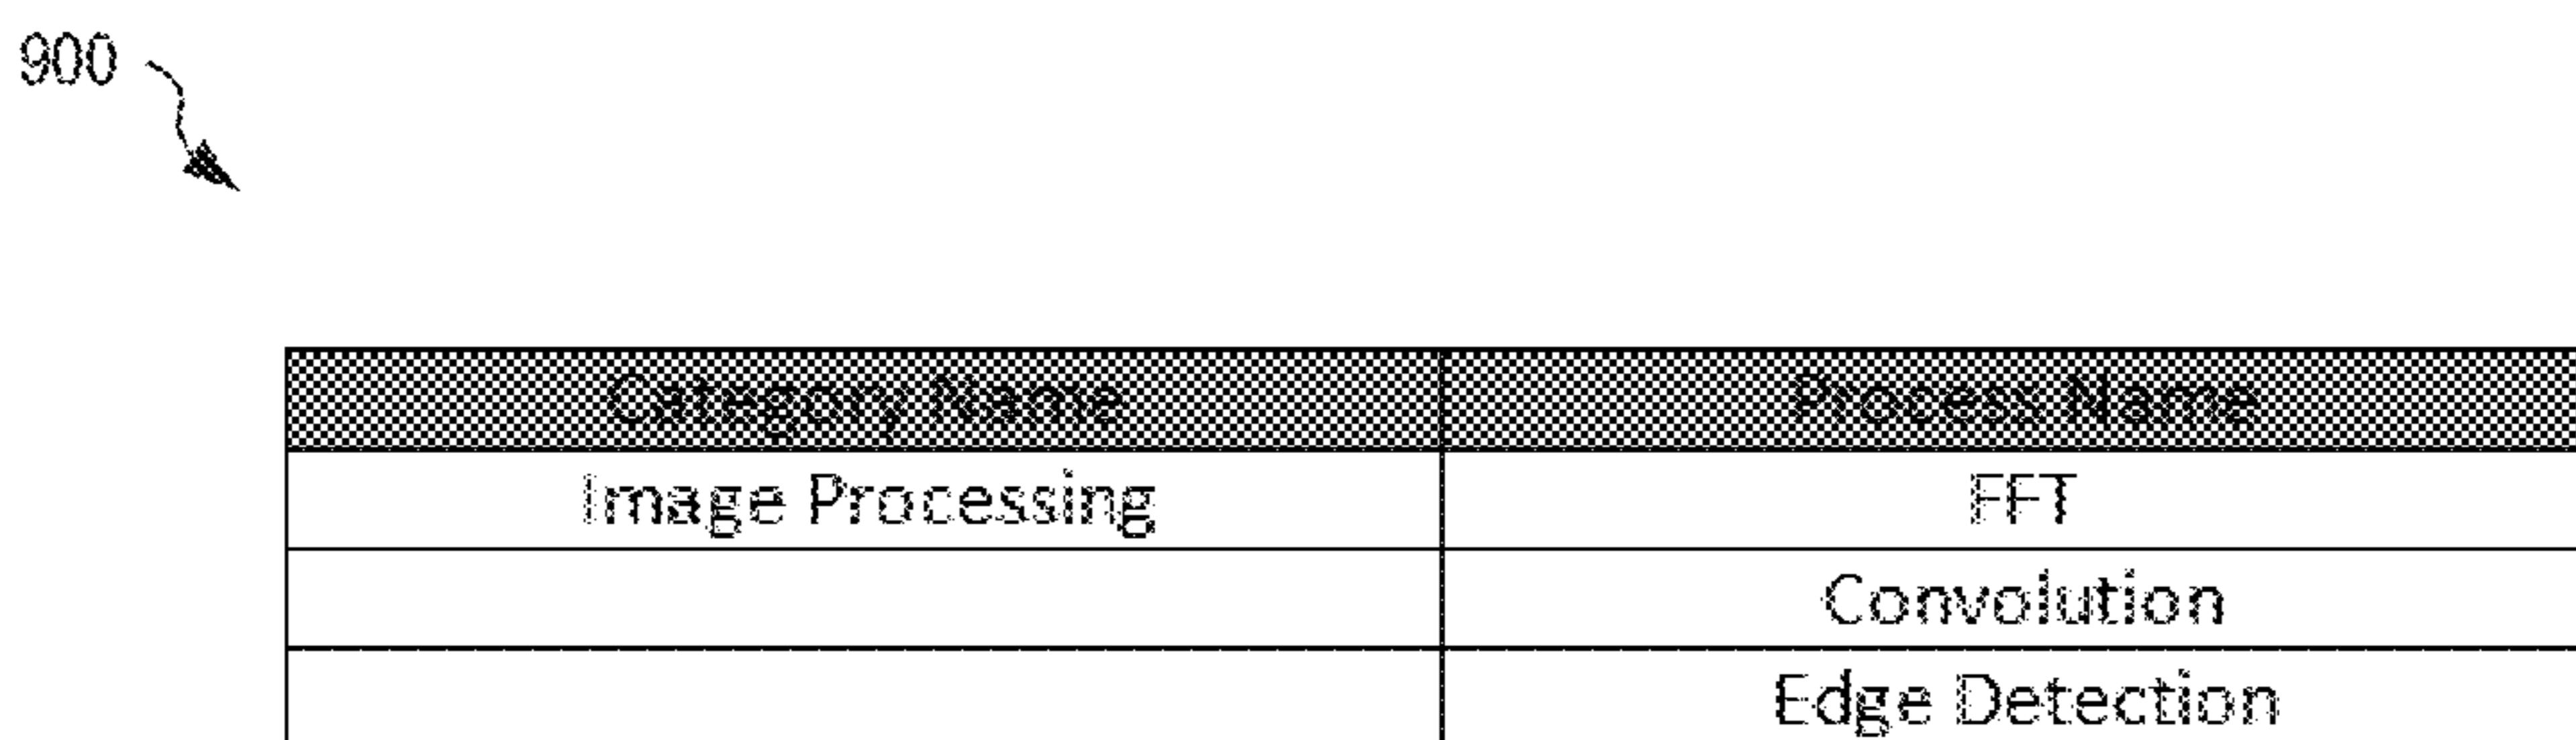 900
Category Name Process Name
Image Processing FFT
Convolution
Edge Detection